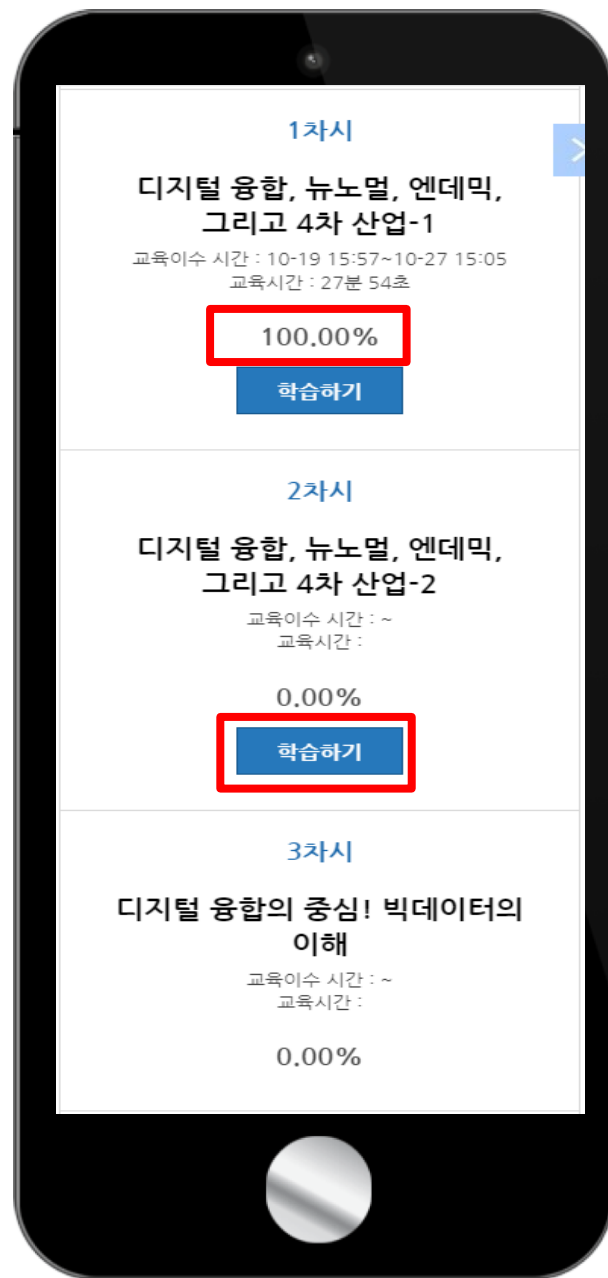 1차시
디지털 융합, 뉴노멀, 엔데믹,
그리고 4차 산업-1
교육이수 시간 : 10-19 15:57~10-27 15:05
교육시간 : 27분 54초
100.00%
학습하기
2차시
디지털 융합, 뉴노멀, 엔데믹,
그리고 4차 산업-2
교육이수 시간 : ~
교육시간 :
0.00%
학습하기
3차시
디지털 융합의 중심! 빅데이터의
이해
교육이수 시간 : ~
교육시간 :
0.00%